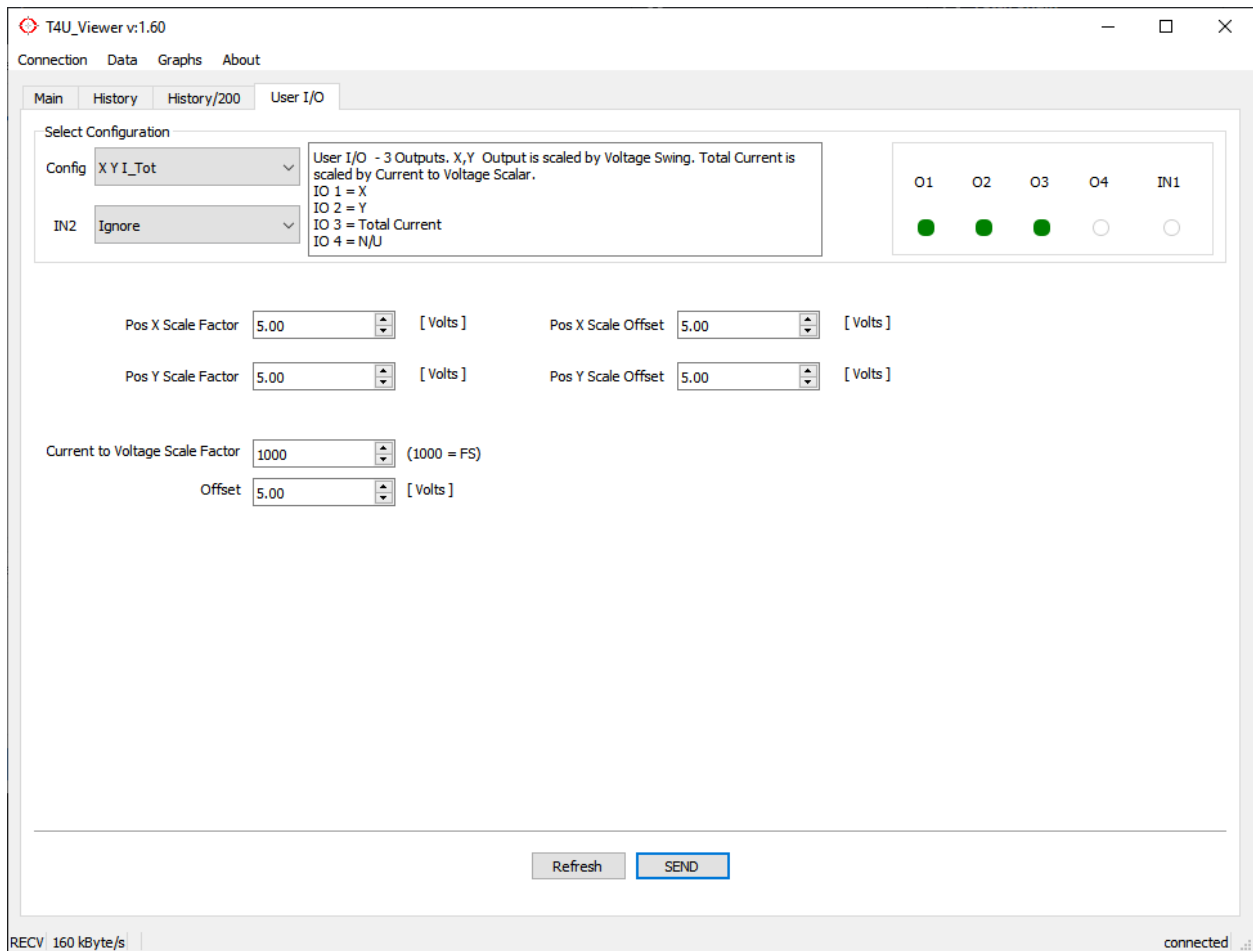 T4U_Viewer v:1.60
Connection Data Graphs About
Main History History/200 User I/O
Select Configuration
Config X Y I_Tot
IN2 Ignore
User I/O - 3 Outputs. X,Y Output is scaled by Voltage Swing. Total Current is
scaled by Current to Voltage Scalar.
IO 1 = X
IO 2 = Y
IO 3 = Total Current
IO 4 = N/U
O1 O2 O3 O4 IN1
Pos X Scale Factor 5.00 [ Volts ] Pos X Scale Offset 5.00 [ Volts ]
Pos Y Scale Factor 5.00 [ Volts ] Pos Y Scale Offset 5.00 [ Volts ]
Current to Voltage Scale Factor 1000 (1000 = FS)
Offset 5.00 [ Volts ]
Refresh SEND
RECV 160 kByte/s connected